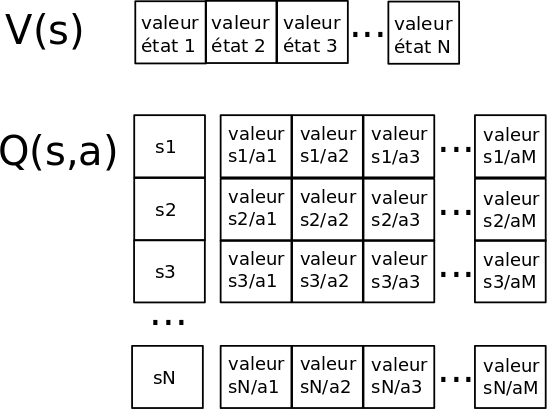 V(s)
valeur valeur valeur ... valeur
état 1 état 2 état 3 état N
Q(s,a)
s1
valeur valeur valeur ... valeur
s1/a1 s1/a2 s1/a3 s1/aM
s2
valeur valeur valeur ... valeur
s2/a1 s2/a2 s2/a3 s2/aM
s3
valeur valeur valeur ... valeur
s3/a1 s3/a2 s3/a3 s3/aM
...
sN
valeur valeur valeur ... valeur
sN/a1 sN/a2 sN/a3 sN/aM